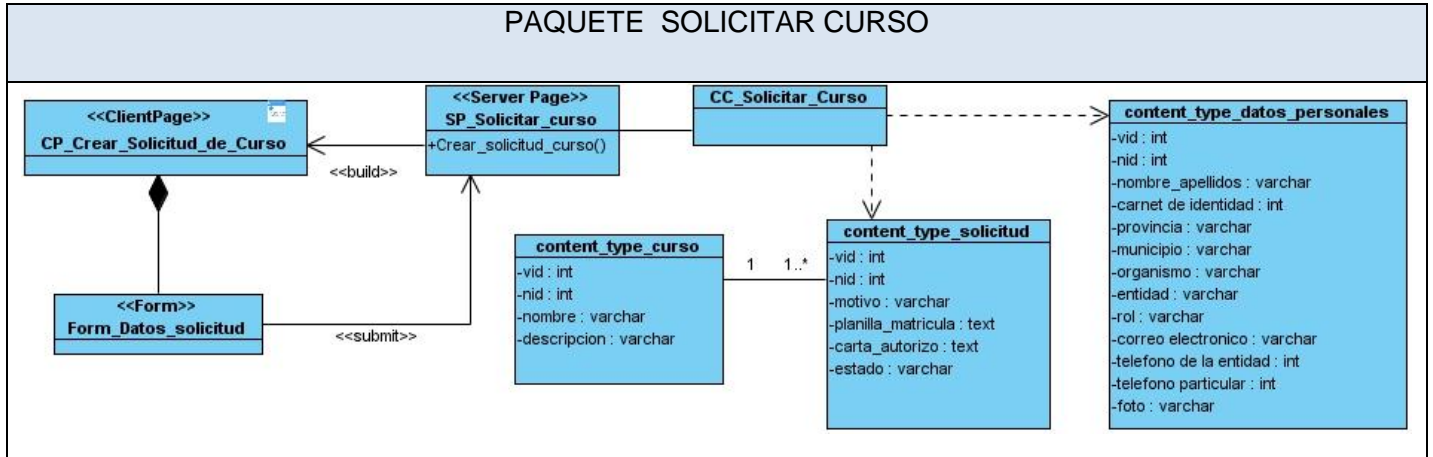 PAQUETE SOLICITAR CURSO
<<ClientPage>>
CP_Crear_Solicitud_de_Curso
<<build>>
<<Server Page>>
SP_Solicitar_curso
+Crear_solicitud_curso()
CC_Solicitar_Curso
<<Form>>
Form_Datos_solicitud
<<submit>>
content_type_curso
-vid : int
-nid : int
-nombre : varchar
-descripcion : varchar
1 1..*
content_type_solicitud
-vid : int
-nid : int
-motivo : varchar
-planilla_matricula : text
-carta_autorizo : text
-estado : varchar
content_type_datos_personales
-vid : int
-nid : int
-nombre_apellidos : varchar
-carnet de identidad : int
-provincia : varchar
-municipio : varchar
-organismo : varchar
-entidad : varchar
-rol : varchar
-correo electronico : varchar
-telefono de la entidad : int
-telefono particular : int
-foto : varchar